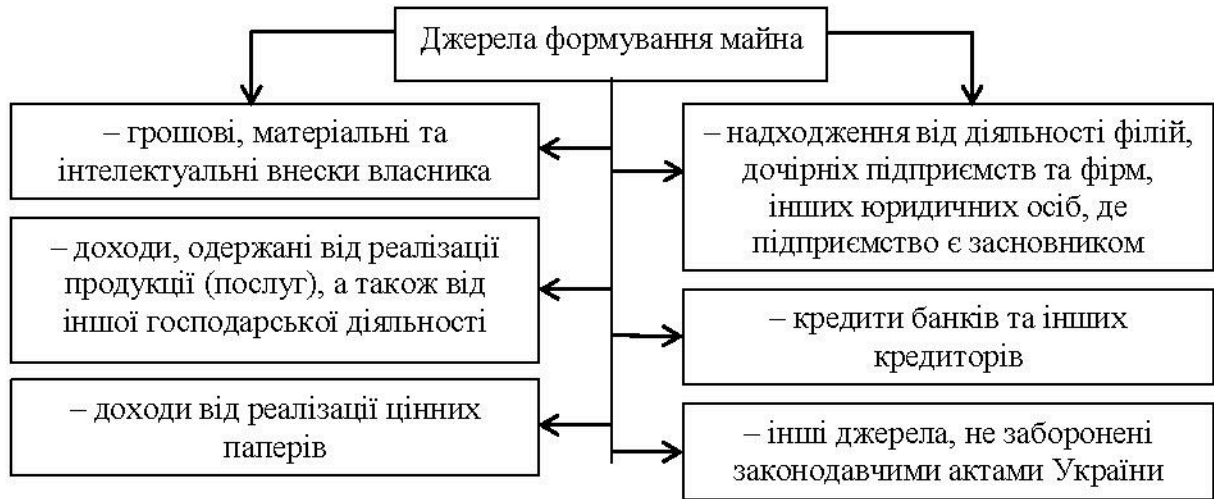 Джерела формування майна
– грошові, матеріальні та
інтелектуальні внески власника
– доходи, одержані від реалізації
продукції (послуг), а також від
іншої господарської діяльності
– доходи від реалізації цінних
паперів
– надходження від діяльності філій,
дочірніх підприємств та фірм,
інших юридичних осіб, де
підприємство є засновником
– кредити банків та інших
кредиторів
– інші джерела, не заборонені
законодавчими актами України